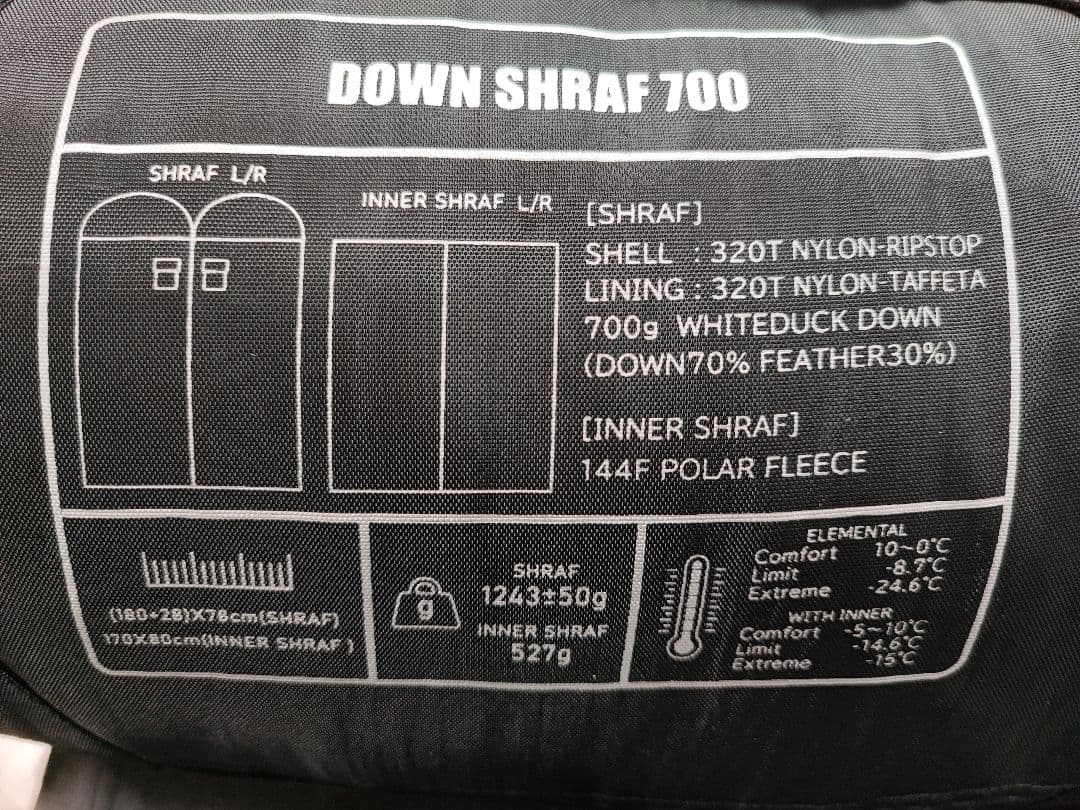 DOWN SHRAF 700
SHRAF L/R
INNER SHRAF L/R
[SHRAF]
SHELL : 320T NYLON-RIPSTOP
LINING : 320T NYLON-TAFFETA
700g WHITEDUCK DOWN
(DOWN70% FEATHER30%)
[INNER SHRAF]
144F POLAR FLEECE
(180+28)X78cm(SHRAF)
170X80cm(INNER SHRAF)
g
SHRAF
1243±50g
INNER SHRAF
527g
ELEMENTAL
Comfort 10~0°C
Limit -8.7°C
Extreme -24.6°C
WITH INNER
Comfort -5~10°C
Limit -14.6°C
Extreme -15°C